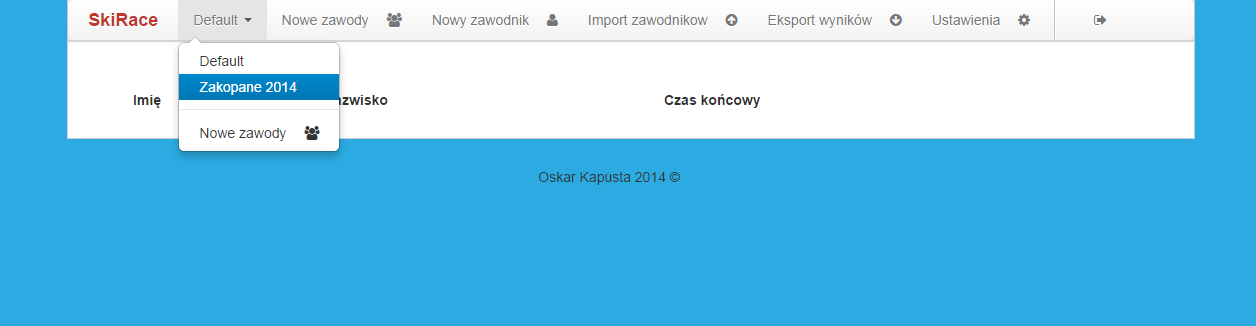 SkiRace Default Nowe zawody Nowy zawodnik Import zawodnikow Eksport wyników Ustawienia
Default
Zakopane 2014
Nowe zawody
Imię Czas końcowy
Oskar Kapusta 2014 ©